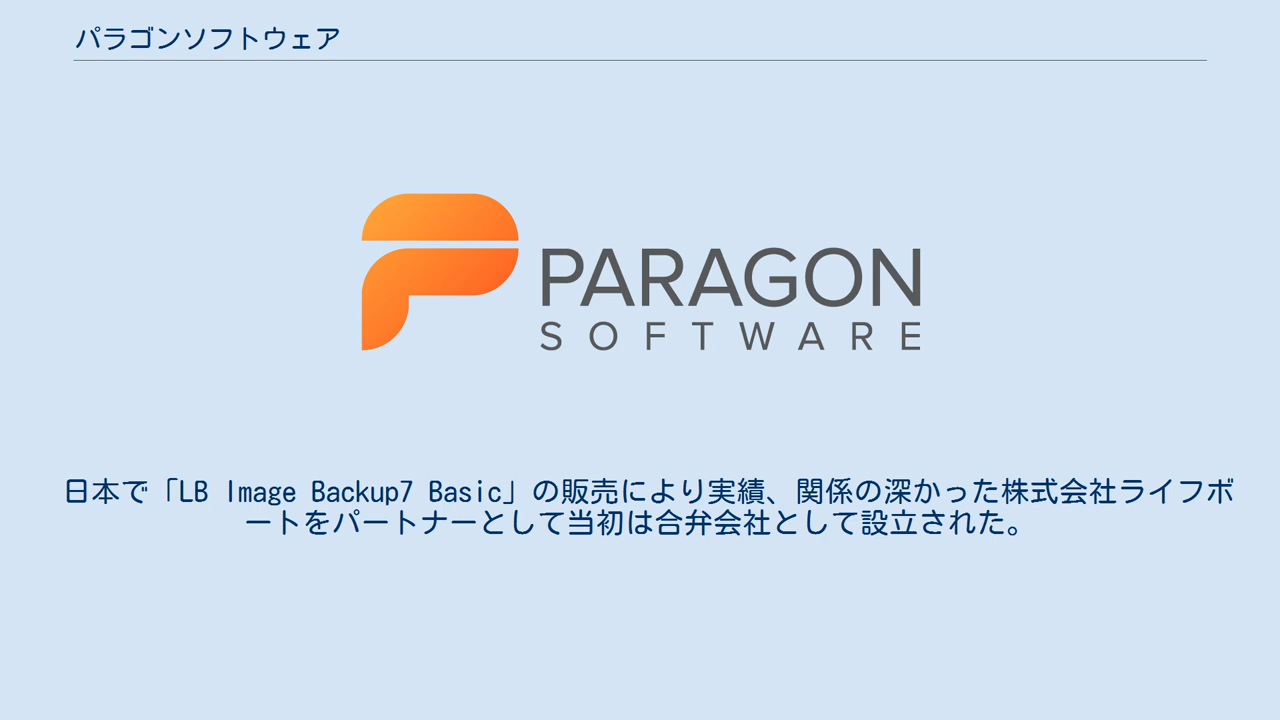 パラゴンソフトウェア
PARAGON
SOFTWARE
日本で「LB Image Backup7 Basic」の販売により実績、関係の深かった株式会社ライフボ
ートをパートナーとして当初は合弁会社として設立された。